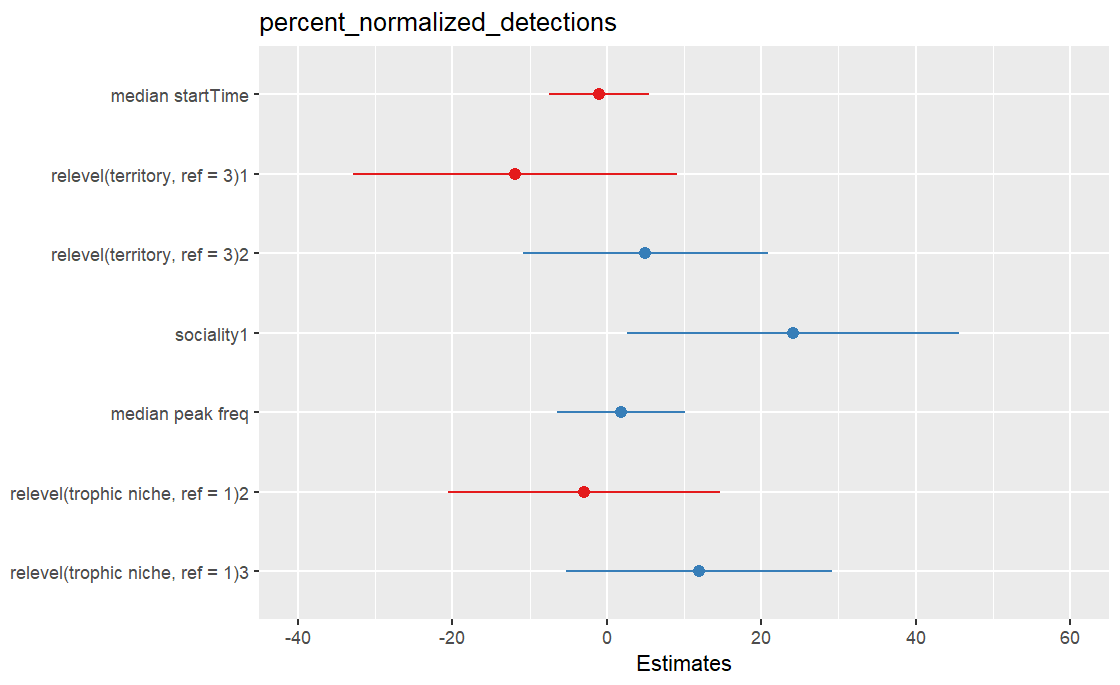 percent_normalized_detections
median startTime
relevel(territory, ref = 3)1
relevel(territory, ref = 3)2
sociality1
median peak freq
relevel(trophic niche, ref = 1)2
relevel(trophic niche, ref = 1)3
-40 -20 0 20 40 60
Estimates